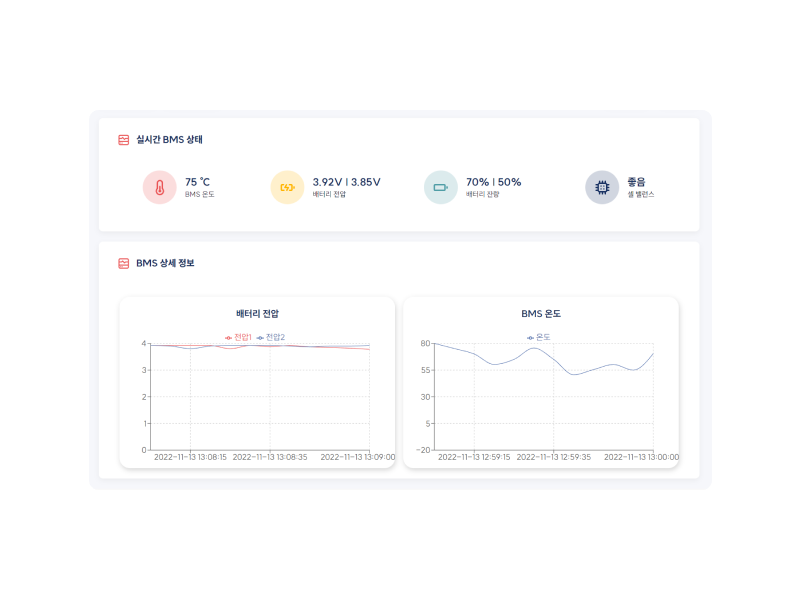 실시간 BMS 상태
75 ℃
BMS 온도
3.92V | 3.85V
배터리 전압
70% | 50%
배터리 잔량
좋음
셀 밸런스
BMS 상세 정보
배터리 전압
전압1 전압2
4
3
2
1
0
2022-11-13 13:08:15 2022-11-13 13:08:35 2022-11-13 13:09:00
BMS 온도
온도
80
55
30
5
-20
2022-11-13 12:59:15 2022-11-13 12:59:35 2022-11-13 13:00:00